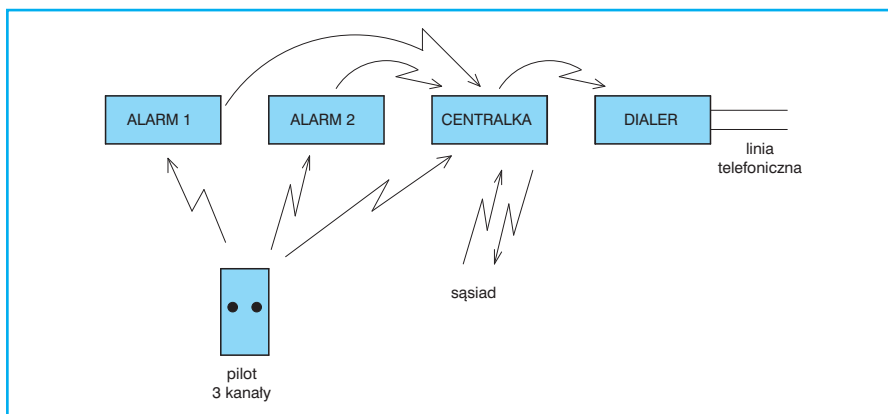 ALARM 1
ALARM 2
CENTRALKA
DIALER
linia
telefoniczna
sąsiad
pilot
3 kanały